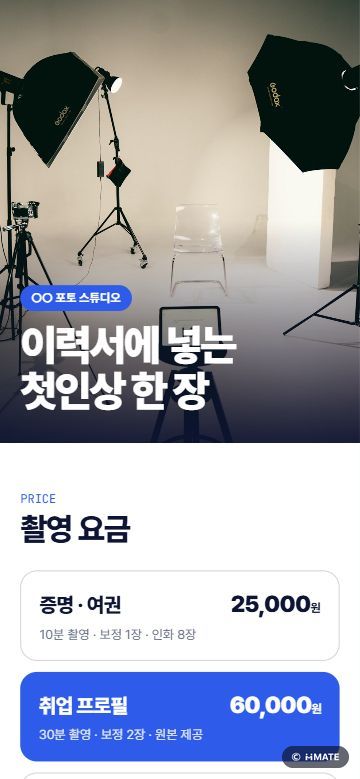 Godox
Godox
OO 포토 스튜디오
이력서에 넣는
첫인상 한 장
PRICE
촬영 요금
증명 · 여권
25,000원
10분 촬영 · 보정 1장 · 인화 8장
취업 프로필
60,000원
30분 촬영 · 보정 2장 · 원본 제공
© HMATE